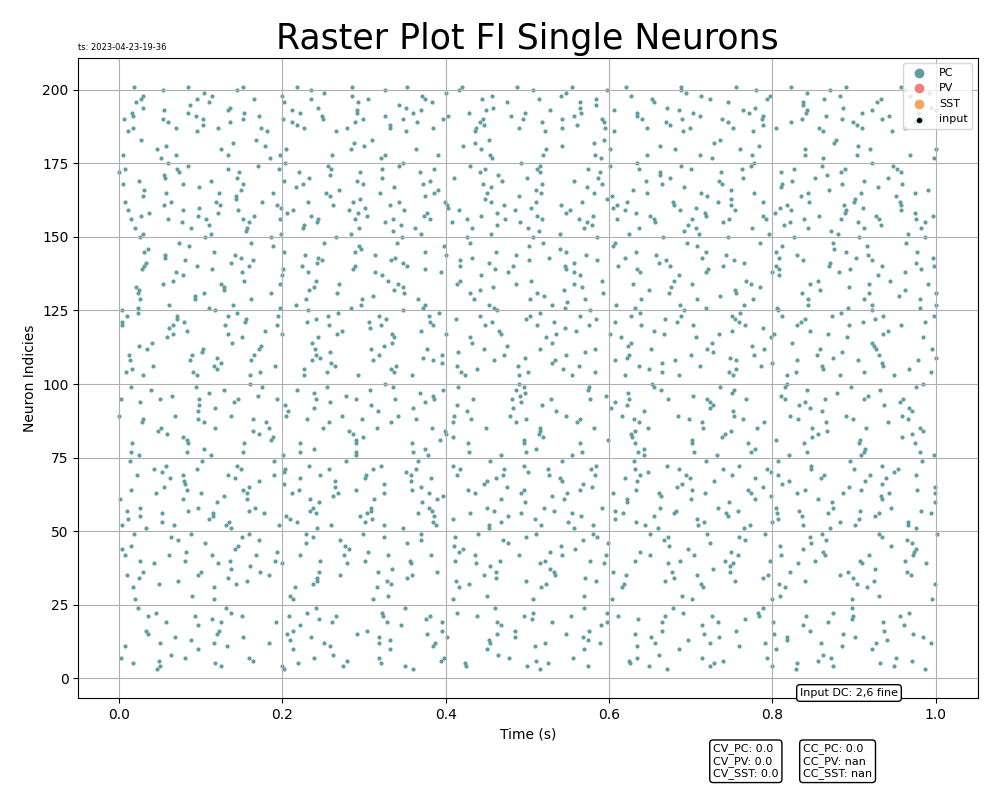 Raster Plot FI Single Neurons
ts: 2023-04-23-19-36
PC
PV
SST
input
200
175
150
125
100
75
50
25
0
Neuron Indicies
0.0 0.2 0.4 0.6 0.8 1.0
Time (s)
Input DC: 2,6 fine
CV_PC: 0.0
CV_PV: 0.0
CV_SST: 0.0
CC_PC: 0.0
CC_PV: nan
CC_SST: nan